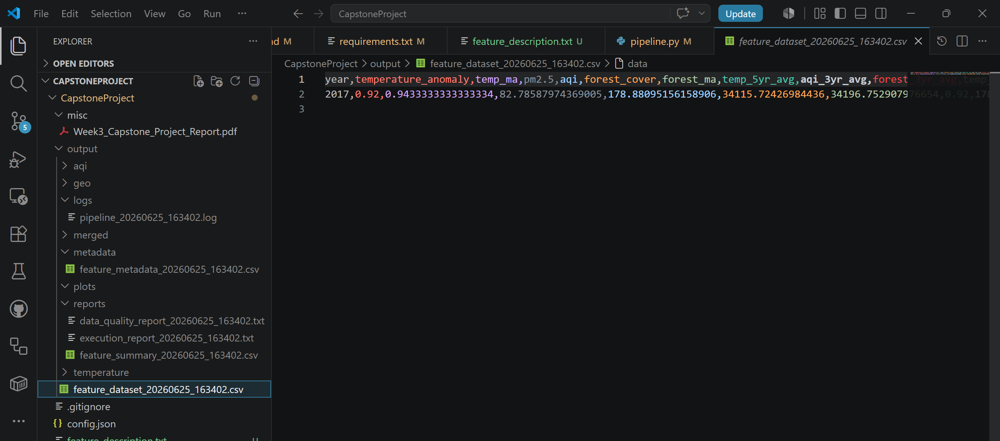 File Edit Selection View Go Run ···
CapstoneProject
Update
EXPLORER
OPEN EDITORS
CAPSTONEPROJECT
CapstoneProject
misc
Week3_Capstone_Project_Report.pdf
output
aqi
geo
logs
pipeline_20260625_163402.log
merged
metadata
feature_metadata_20260625_163402.csv
plots
reports
data_quality_report_20260625_163402.txt
execution_report_20260625_163402.txt
feature_summary_20260625_163402.csv
temperature
feature_dataset_20260625_163402.csv
.gitignore
{} config.json
feature_description.txt U
5
nd M
requirements.txt M
feature_description.txt U
pipeline.py M
feature_dataset_20260625_163402.csv
CapstoneProject > output > feature_dataset_20260625_163402.csv > data
1 year,temperature_anomaly,temp_ma,pm2.5,aqi,forest_cover,forest_ma,temp_5yr_avg,aqi_3yr_avg,forest_3yr_avg,temp_
2 2017,0.92,0.9433333333333334,82.78587974369005,178.88095156158906,34115.72426984436,34196.752907976654,0.92,178
3